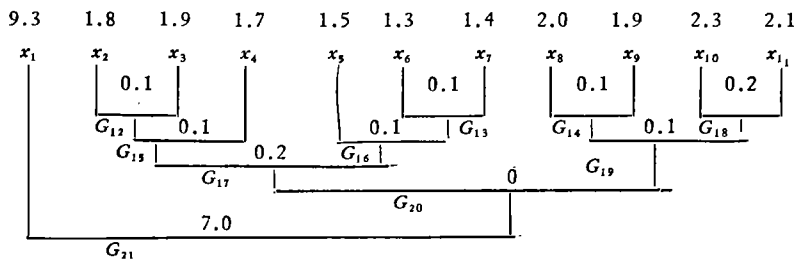 9.3 1.8 1.9 1.7 1.5 1.3 1.4 2.0 1.9 2.3 2.1
x₁ x₂ x₃ x₄ x₅ x₆ x₇ x₈ x₉ x₁₀ x₁₁
0.1 0.1 0.1 0.2
G₁₂ 0.1 0.1 G₁₃ G₁₄ 0.1 G₁₈
G₁₅ 0.2 G₁₆
G₁₇ 0 G₁₉
G₂₀
7.0
G₂₁